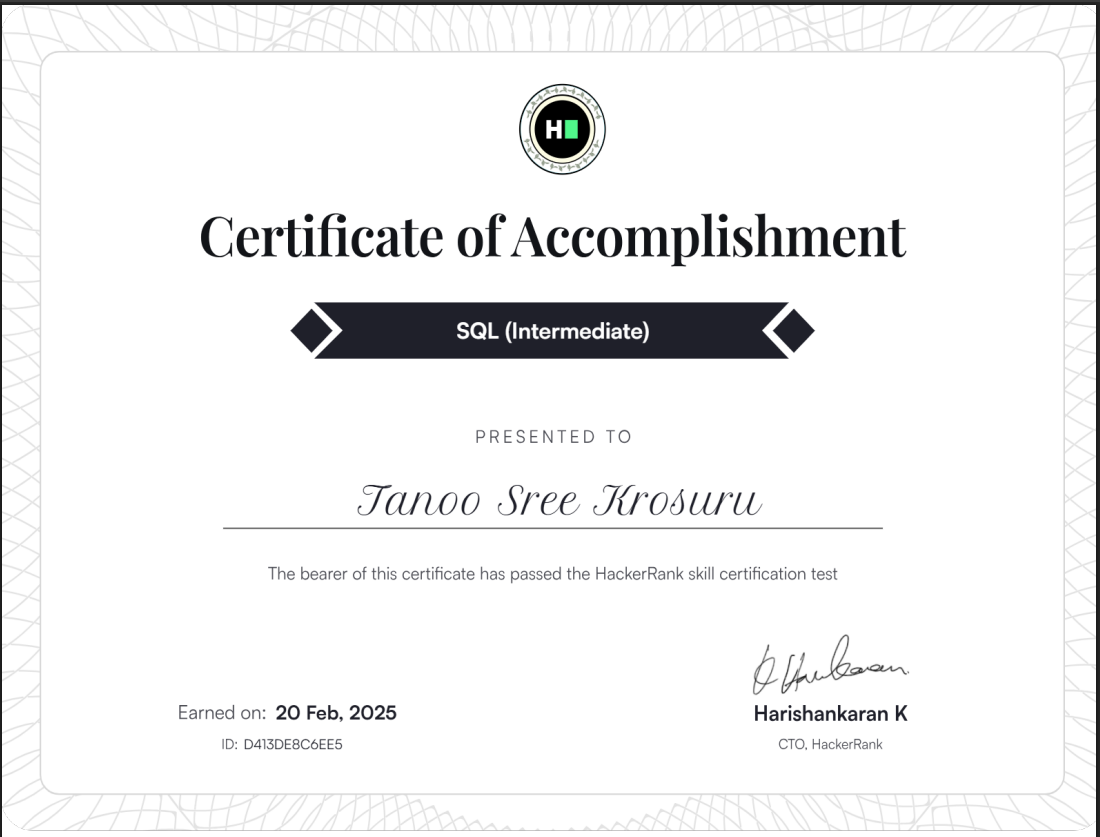 H
Certificate of Accomplishment
SQL (Intermediate)
PRESENTED TO
Tanoo Sree Krosuru
The bearer of this certificate has passed the HackerRank skill certification test
Earned on: 20 Feb, 2025
ID: D413DE8C6EE5
Harishankaran K
CTO, HackerRank